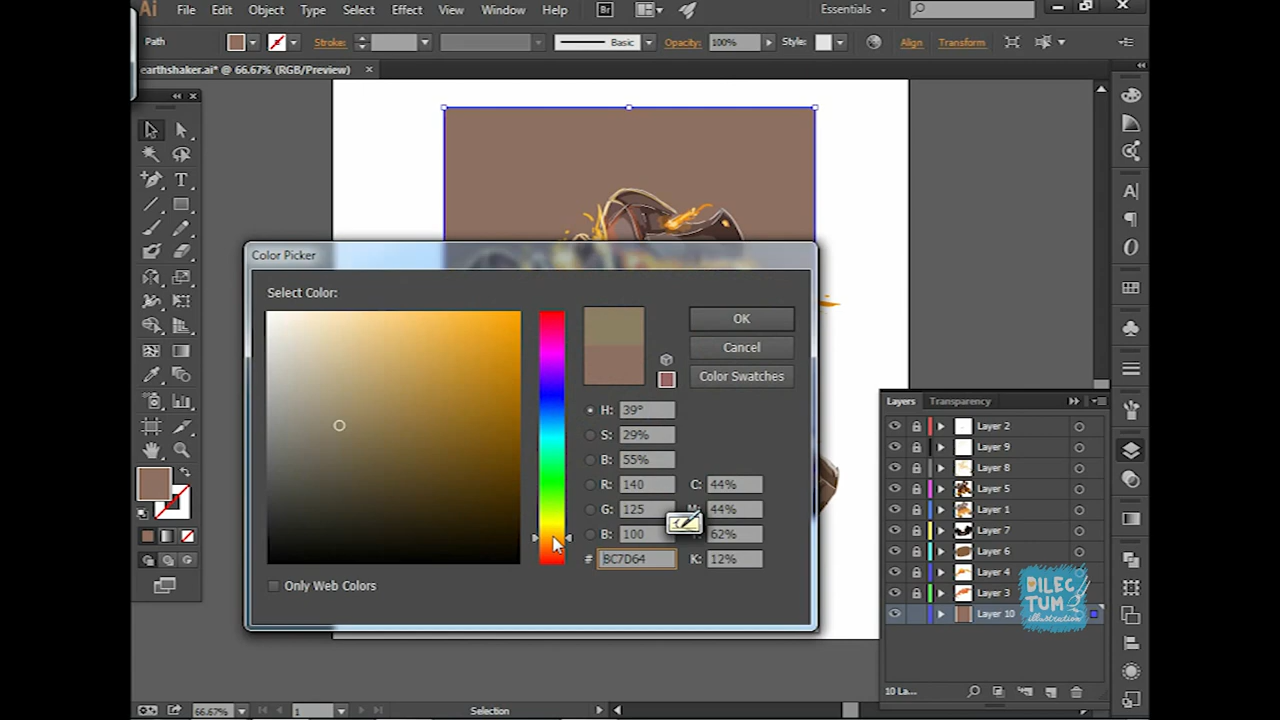 Ai File Edit Object Type Select Effect View Window Help Br Essentials
Path Stroke: Basic Opacity: 100% Style: Align Transform
earthshaker.ai* @ 66.67% (RGB/Preview) ×
Color Picker
Select Color:
OK
Cancel
Color Swatches
H: 39°
S: 29%
B: 55%
R: 140 C: 44%
G: 125 44%
B: 100 62%
# 8C7D64 K: 12%
Only Web Colors
Layers Transparency
Layer 2
Layer 9
Layer 8
Layer 5
Layer 1
Layer 7
Layer 6
Layer 4
Layer 3
Layer 10
DILEC
TUM
illustration
10 La...
66.67% 1 Selection